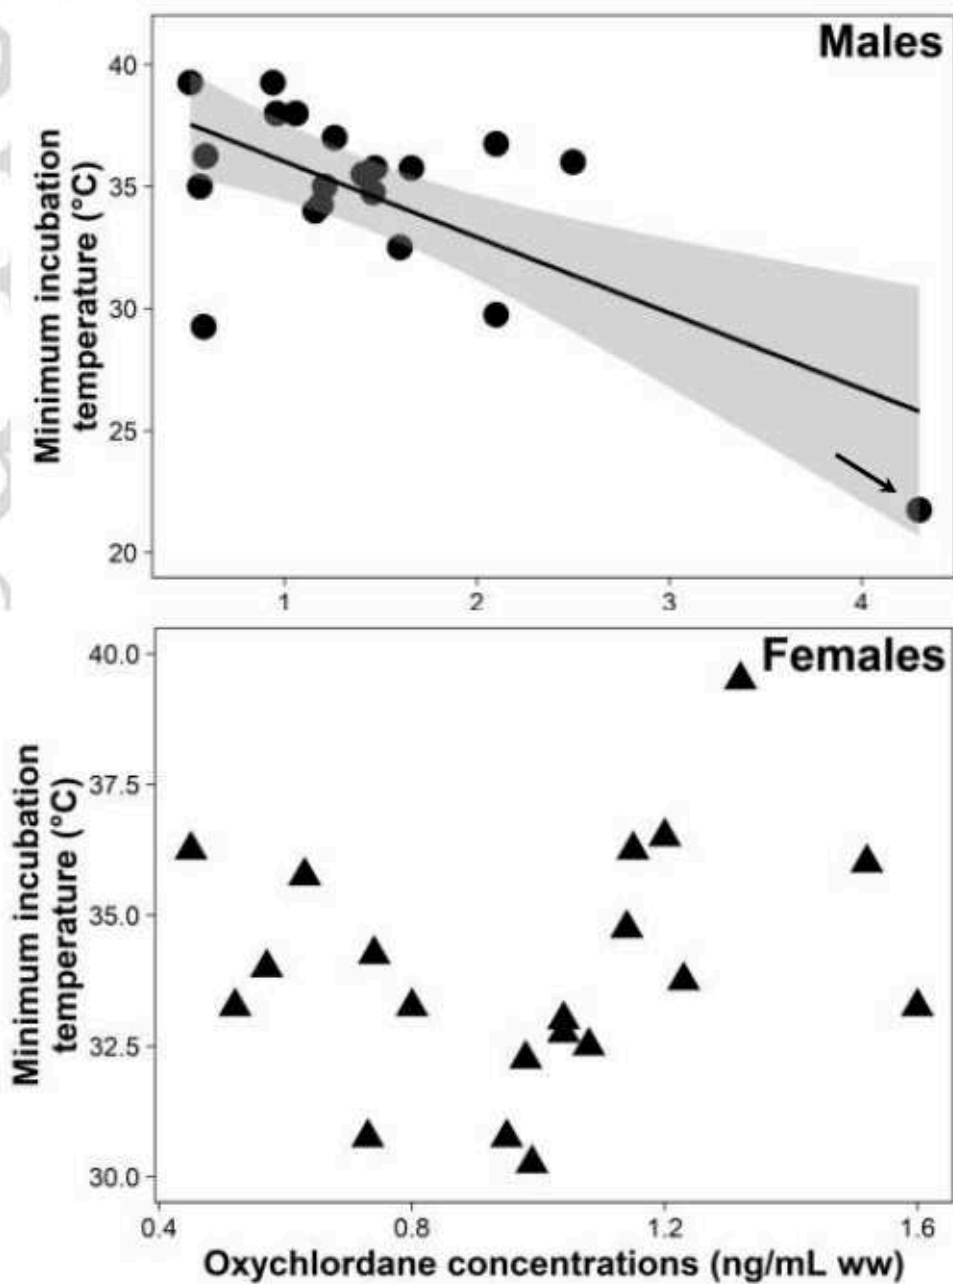 Males
Minimum incubation
temperature (°C)
40
35
30
25
20
1 2 3 4
Females
Minimum incubation
temperature (°C)
40.0
37.5
35.0
32.5
30.0
0.4 0.8 1.2 1.6
Oxychlordane concentrations (ng/mL ww)